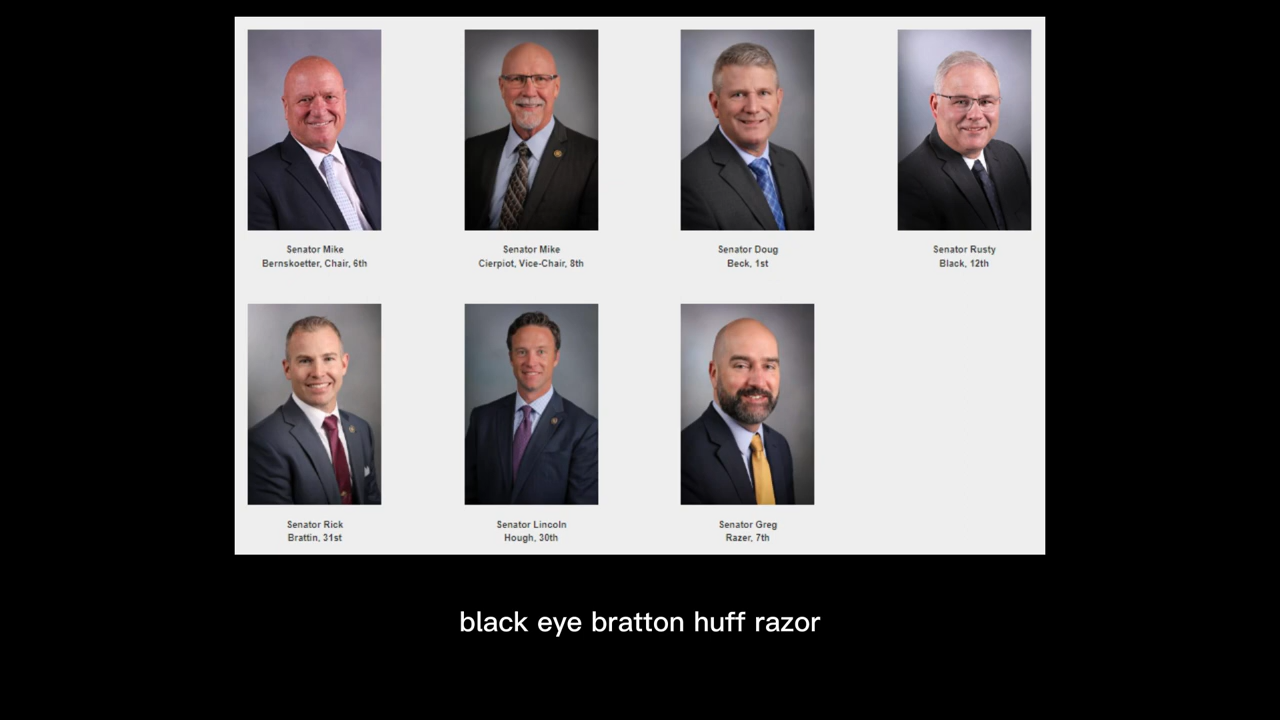 Senator Mike
Bernskoetter, Chair, 6th
Senator Mike
Cierpiot, Vice-Chair, 8th
Senator Doug
Beck, 1st
Senator Rusty
Black, 12th
Senator Rick
Brattin, 31st
Senator Lincoln
Hough, 30th
Senator Greg
Razer, 7th
black eye bratton huff razor